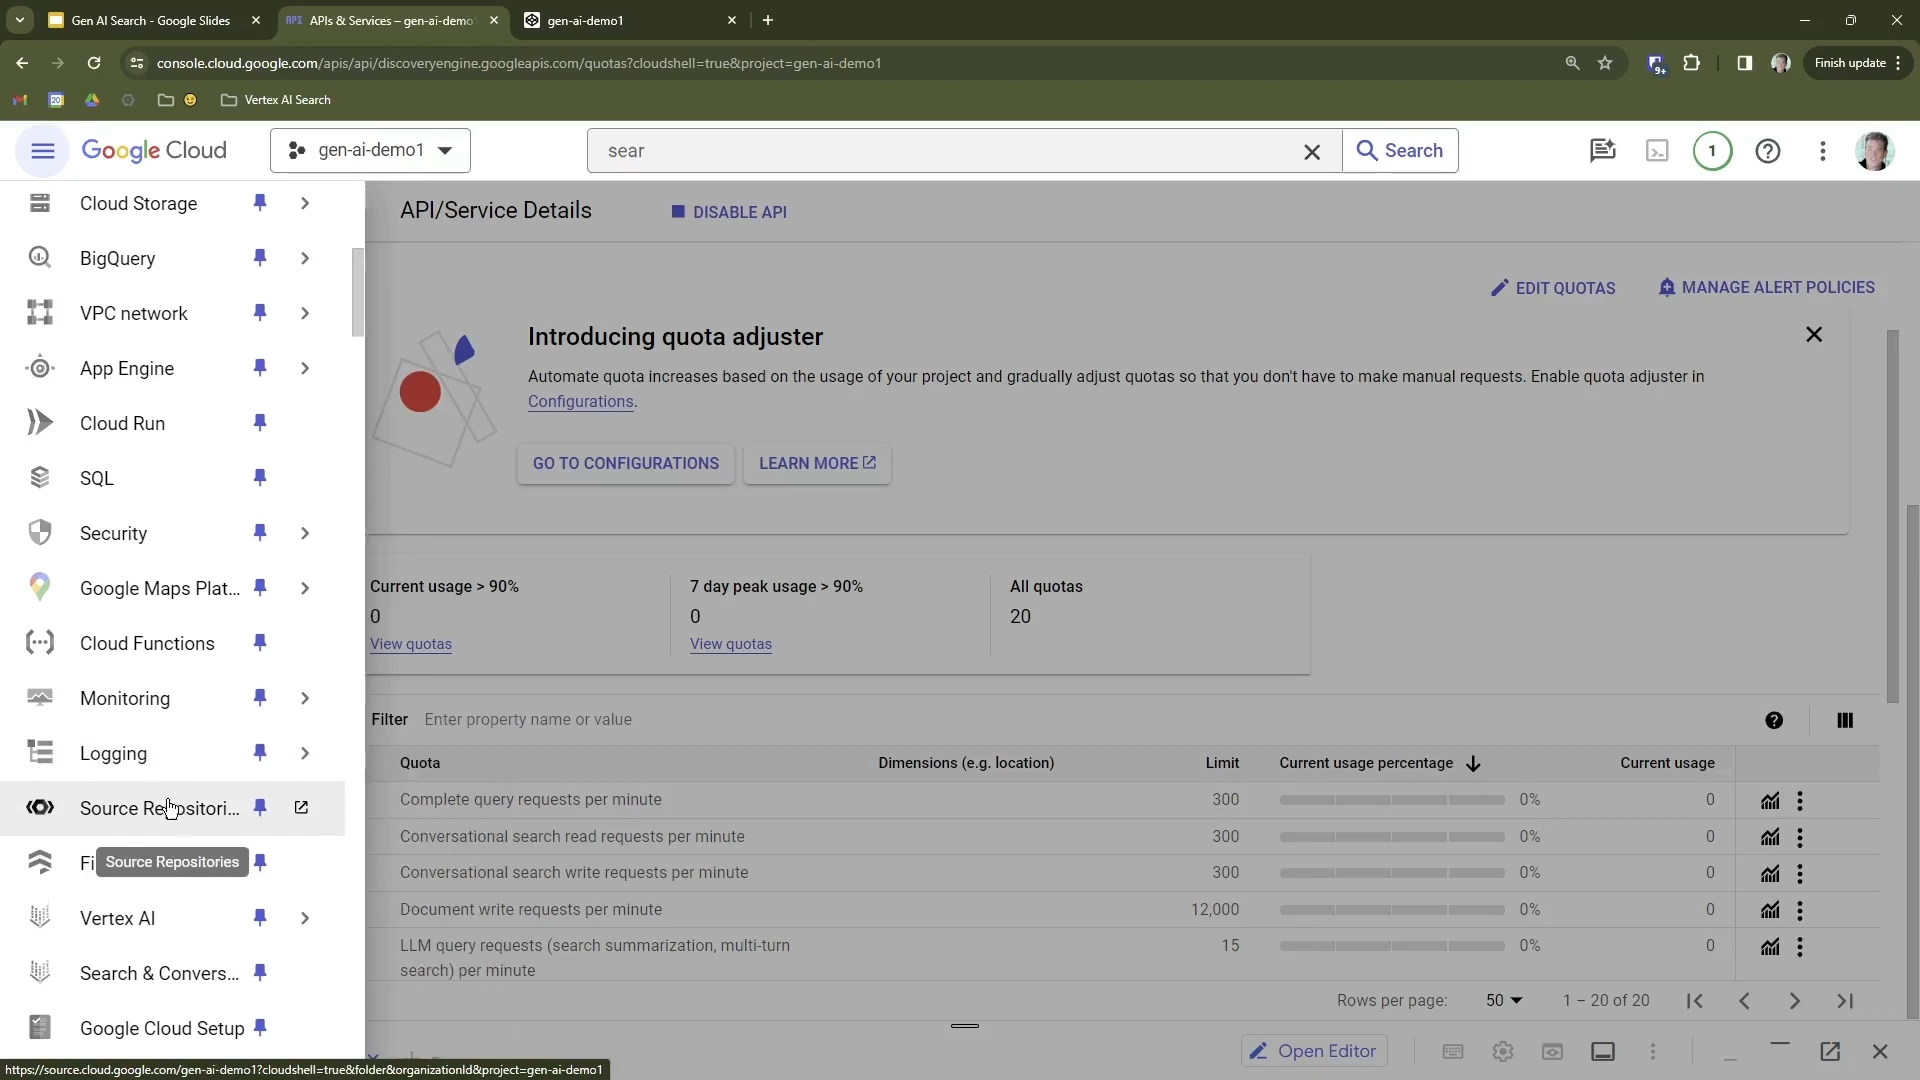 Gen AI Search - Google Slides
API APIs & Services – gen-ai-demo
gen-ai-demo1
console.cloud.google.com/apis/api/discoveryengine.googleapis.com/quotas?cloudshell=true&project=gen-ai-demo1
9+
Finish update
20
Vertex AI Search
Google Cloud
gen-ai-demo1
sear
Search
1
Cloud Storage
BigQuery
VPC network
App Engine
Cloud Run
SQL
Security
Google Maps Plat...
Cloud Functions
Monitoring
Logging
Source Repositori...
Fi
Source Repositories
Vertex AI
Search & Convers...
Google Cloud Setup
API/Service Details
DISABLE API
EDIT QUOTAS
MANAGE ALERT POLICIES
Introducing quota adjuster
Automate quota increases based on the usage of your project and gradually adjust quotas so that you don't have to make manual requests. Enable quota adjuster in
Configurations.
GO TO CONFIGURATIONS
LEARN MORE
Current usage > 90%
0
View quotas
7 day peak usage > 90%
0
View quotas
All quotas
20
Filter Enter property name or value
Quota Dimensions (e.g. location) Limit Current usage percentage Current usage
Complete query requests per minute 300 0% 0
Conversational search read requests per minute 300 0% 0
Conversational search write requests per minute 300 0% 0
Document write requests per minute 12,000 0% 0
LLM query requests (search summarization, multi-turn 15 0% 0
search) per minute
Rows per page: 50 1 – 20 of 20
Open Editor
https://source.cloud.google.com/gen-ai-demo1?cloudshell=true&folder&organizationId&project=gen-ai-demo1